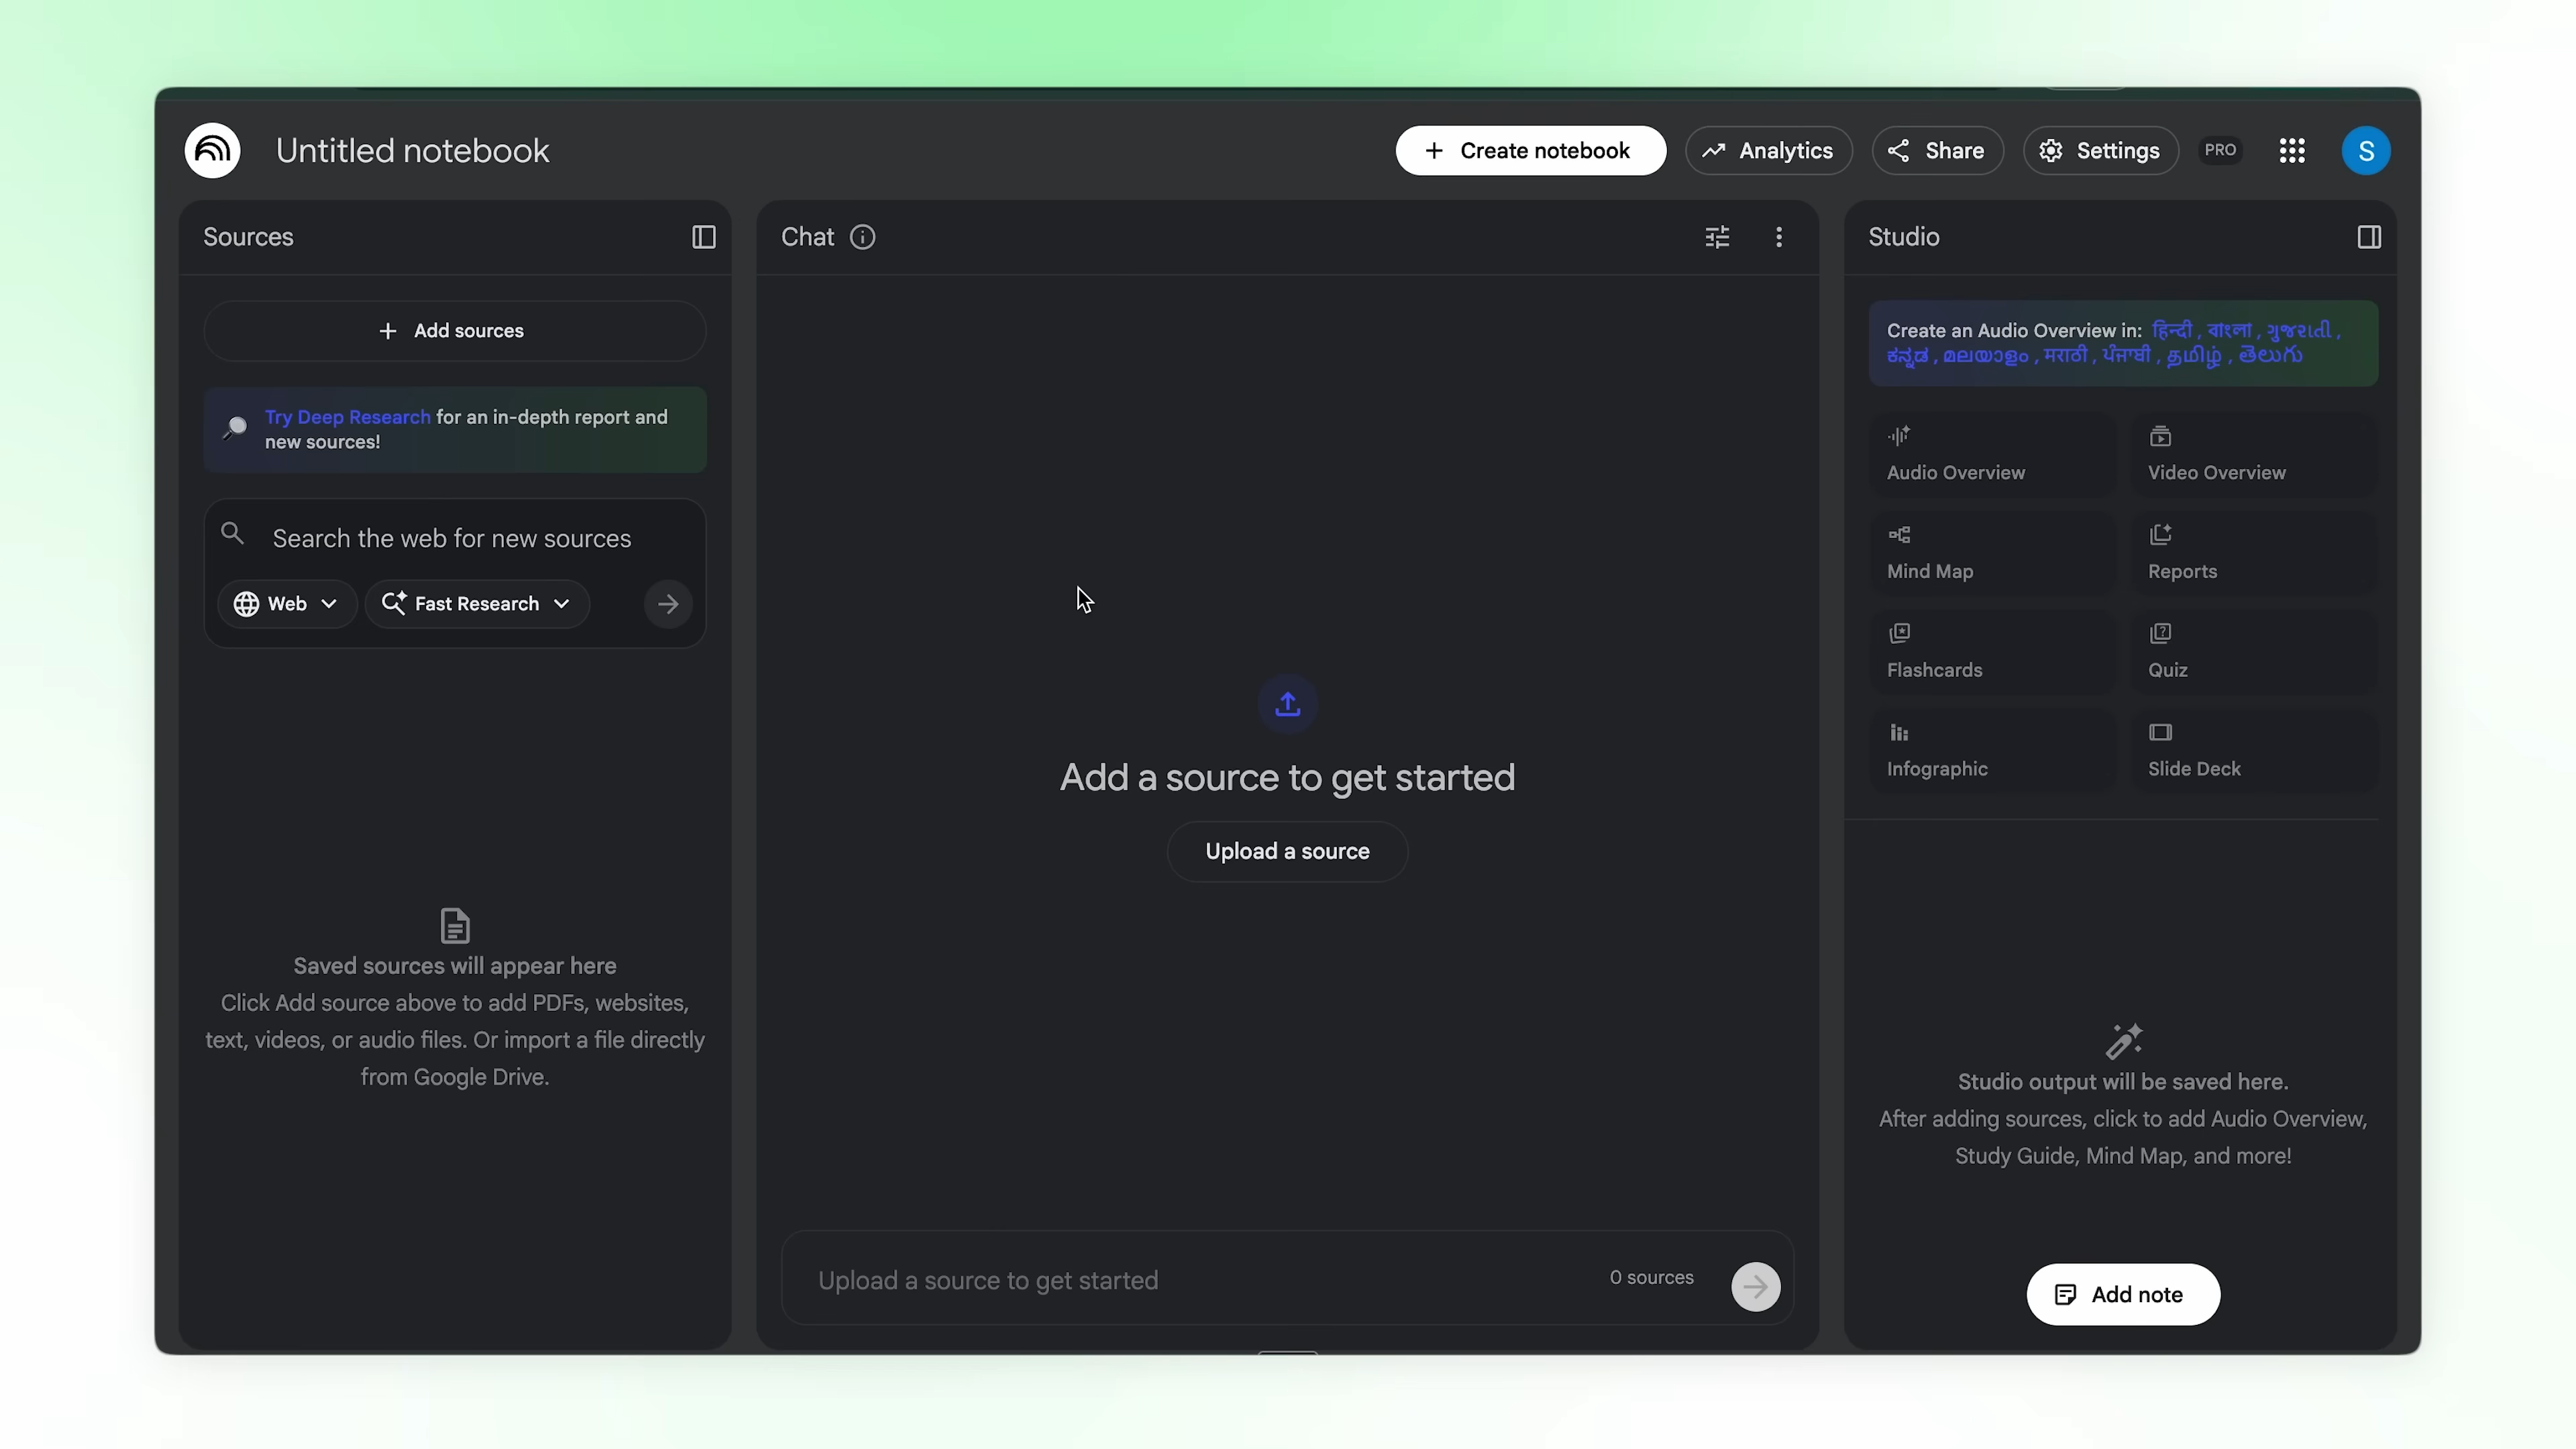 Untitled notebook
Create notebook
Analytics
Share
Settings
PRO
S
Sources
Add sources
Try Deep Research for an in-depth report and
new sources!
Search the web for new sources
Web
Fast Research
Saved sources will appear here
Click Add source above to add PDFs, websites,
text, videos, or audio files. Or import a file directly
from Google Drive.
Chat
Add a source to get started
Upload a source
Upload a source to get started
0 sources
Studio
Create an Audio Overview in: हिन्दी , বাংলা , ગુજરાતી ,
ಕನ್ನಡ , മലയാളം , मराठी , ਪੰਜਾਬੀ , தமிழ் , తెలుగు
Audio Overview
Video Overview
Mind Map
Reports
Flashcards
Quiz
Infographic
Slide Deck
Studio output will be saved here.
After adding sources, click to add Audio Overview,
Study Guide, Mind Map, and more!
Add note